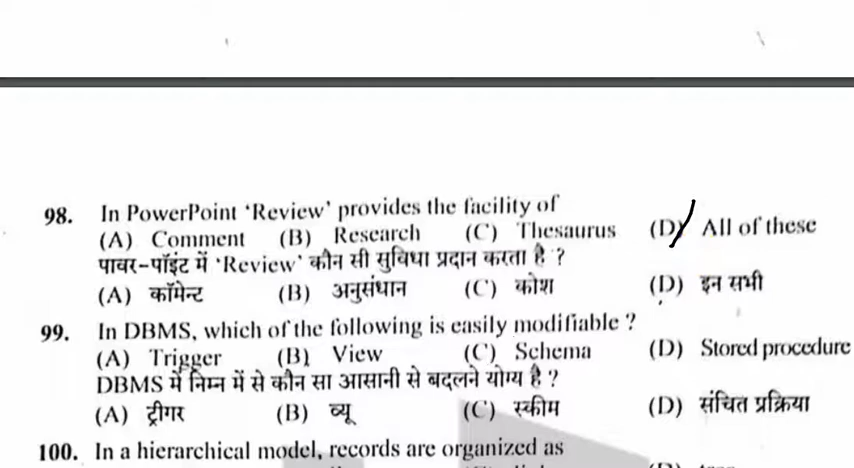 98. In PowerPoint ‘Review’ provides the facility of
(A) Comment (B) Research (C) Thesaurus (D) All of these
पावर-पॉइंट में ‘Review’ कौन सी सुविधा प्रदान करता है ?
(A) कॉमेन्ट (B) अनुसंधान (C) कोश (D) इन सभी
99. In DBMS, which of the following is easily modifiable ?
(A) Trigger (B) View (C) Schema (D) Stored procedure
DBMS में निम्न में से कौन सा आसानी से बदलने योग्य है ?
(A) ट्रीगर (B) व्यू (C) स्कीम (D) संचित प्रक्रिया
100. In a hierarchical model, records are organized as